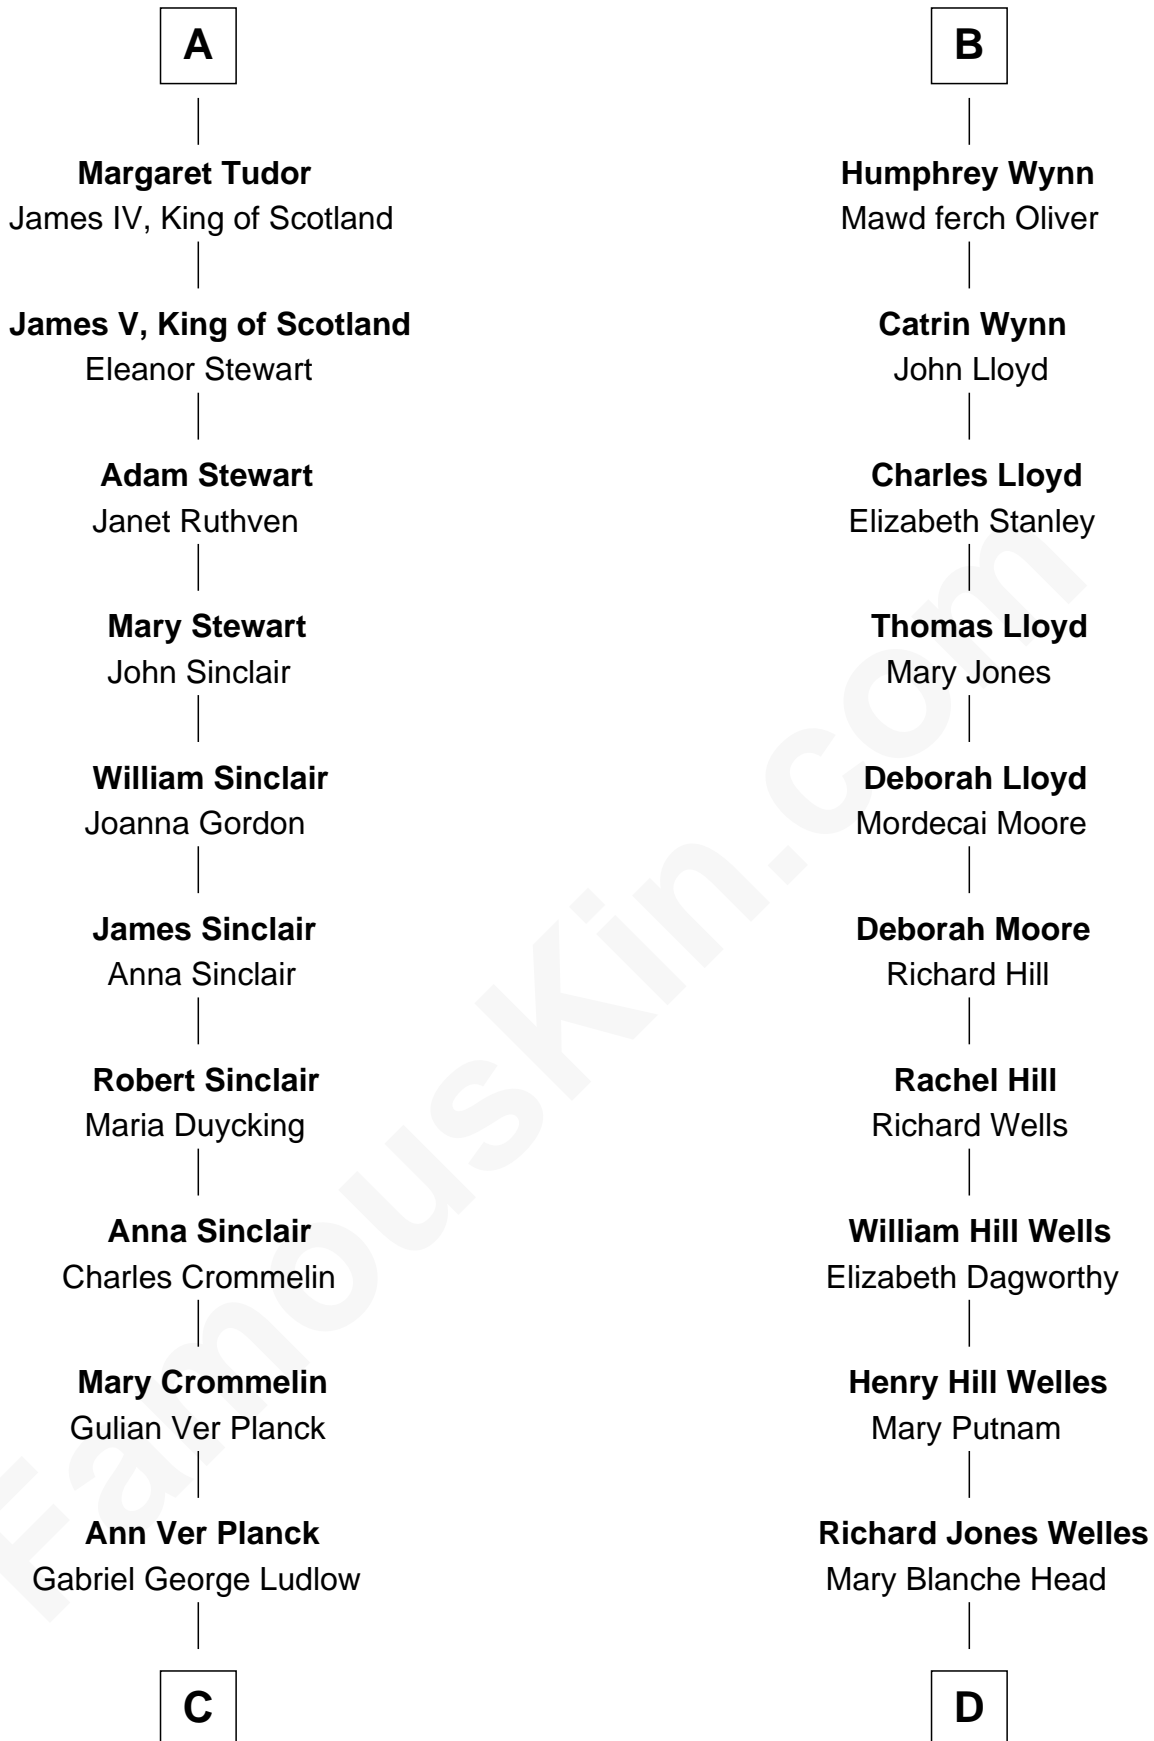 A
Margaret Tudor
James IV, King of Scotland
James V, King of Scotland
Eleanor Stewart
Adam Stewart
Janet Ruthven
Mary Stewart
John Sinclair
William Sinclair
Joanna Gordon
James Sinclair
Anna Sinclair
Robert Sinclair
Maria Duycking
Anna Sinclair
Charles Crommelin
Mary Crommelin
Gulian Ver Planck
Ann Ver Planck
Gabriel George Ludlow
C
B
Humphrey Wynn
Mawd ferch Oliver
Catrin Wynn
John Lloyd
Charles Lloyd
Elizabeth Stanley
Thomas Lloyd
Mary Jones
Deborah Lloyd
Mordecai Moore
Deborah Moore
Richard Hill
Rachel Hill
Richard Wells
William Hill Wells
Elizabeth Dagworthy
Henry Hill Welles
Mary Putnam
Richard Jones Welles
Mary Blanche Head
D
FamousKin.com